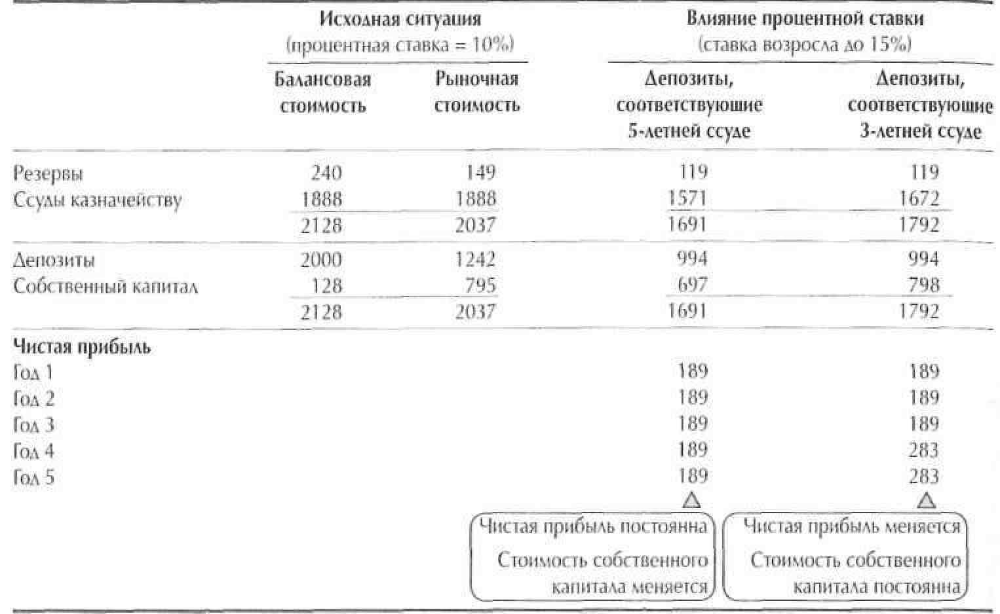 Исходная ситуация Влияние процентной ставки
(процентная ставка = 10%) (ставка возросла до 15%)
Балансовая Рыночная Депозиты, Депозиты,
стоимость стоимость соответствующие соответствующие
5-летней ссуде 3-летней ссуде
Резервы 240 149 119 119
Ссуды казначейству 1888 1888 1571 1672
2128 2037 1691 1792
Депозиты 2000 1242 994 994
Собственный капитал 128 795 697 798
2128 2037 1691 1792
Чистая прибыль
Год 1 189 189
Год 2 189 189
Год 3 189 189
Год 4 189 283
Год 5 189 283
Чистая прибыль постоянна Чистая прибыль меняется
Стоимость собственного Стоимость собственного
капитала меняется капитала постоянна